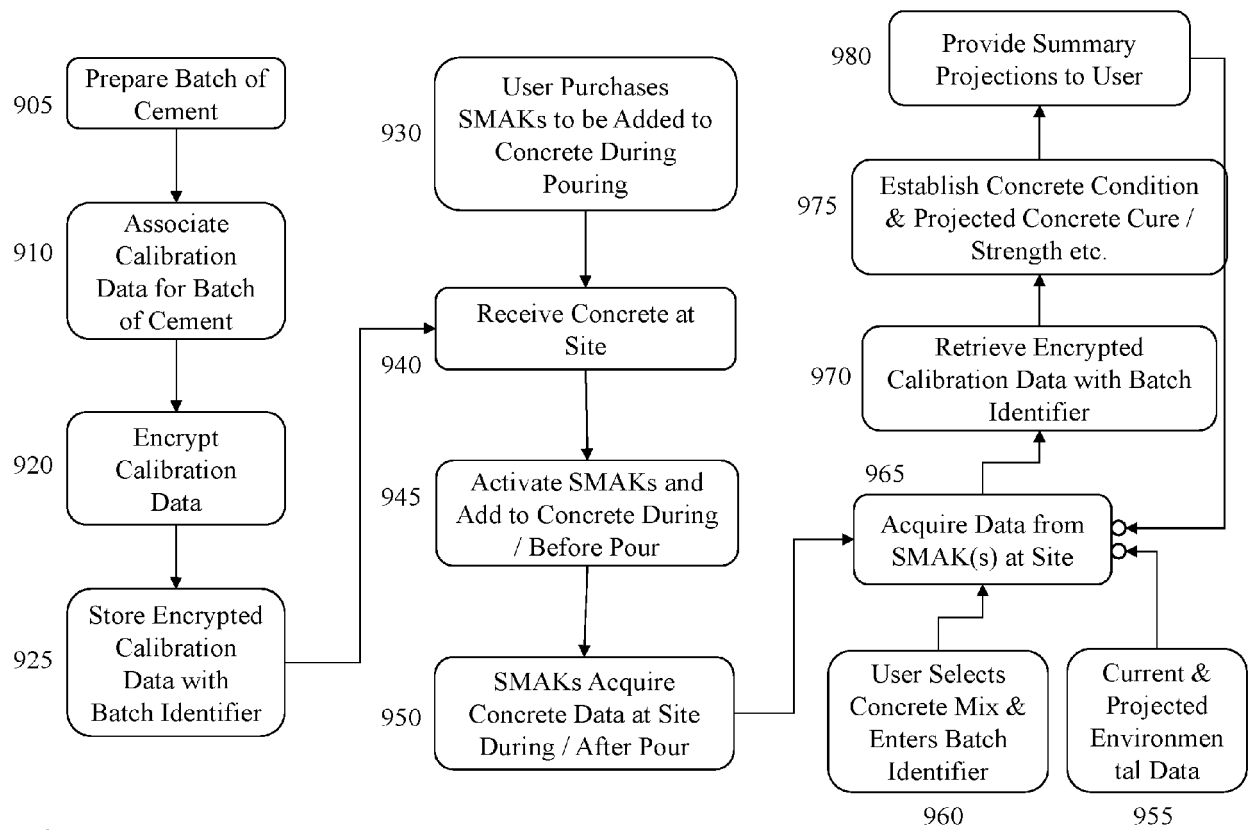 905
Prepare Batch of
Cement
910
Associate
Calibration
Data for Batch
of Cement
920
Encrypt
Calibration
Data
925
Store Encrypted
Calibration
Data with
Batch Identifier
930
User Purchases
SMAKs to be Added to
Concrete During
Pouring
Receive Concrete at
Site
940
945
Activate SMAKs and
Add to Concrete During
/ Before Pour
950
SMAKs Acquire
Concrete Data at Site
During / After Pour
980
Provide Summary
Projections to User
975
Establish Concrete Condition
& Projected Concrete Cure /
Strength etc.
970
Retrieve Encrypted
Calibration Data with Batch
Identifier
965
Acquire Data from
SMAK(s) at Site
User Selects
Concrete Mix &
Enters Batch
Identifier
960
Current &
Projected
Environmen
tal Data
955